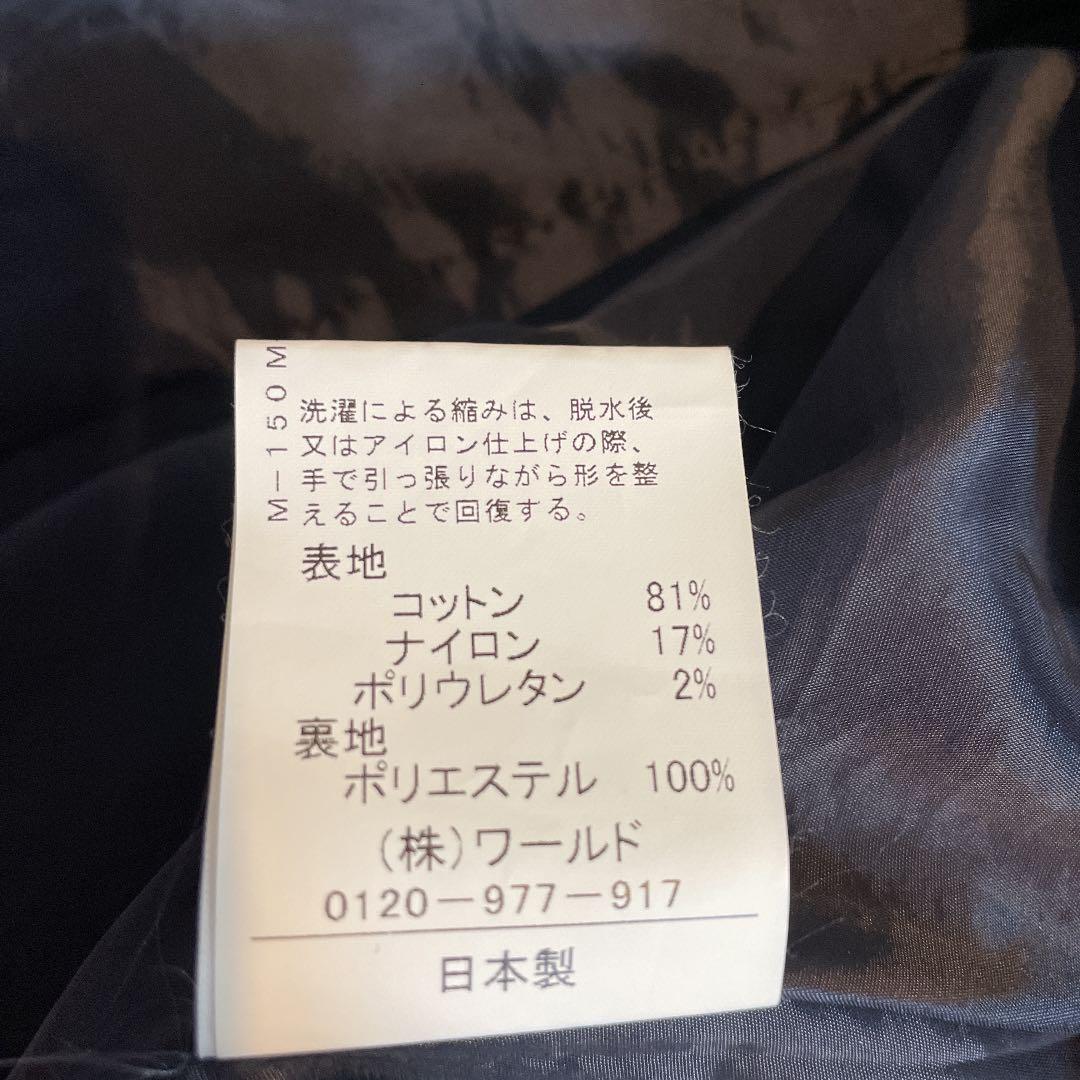 M-150 M
洗濯による縮みは、脱水後
又はアイロン仕上げの際、
手で引っ張りながら形を整
えることで回復する。
表地
コットン 81%
ナイロン 17%
ポリウレタン 2%
裏地
ポリエステル 100%
(株)ワールド
0120-977-917
日本製